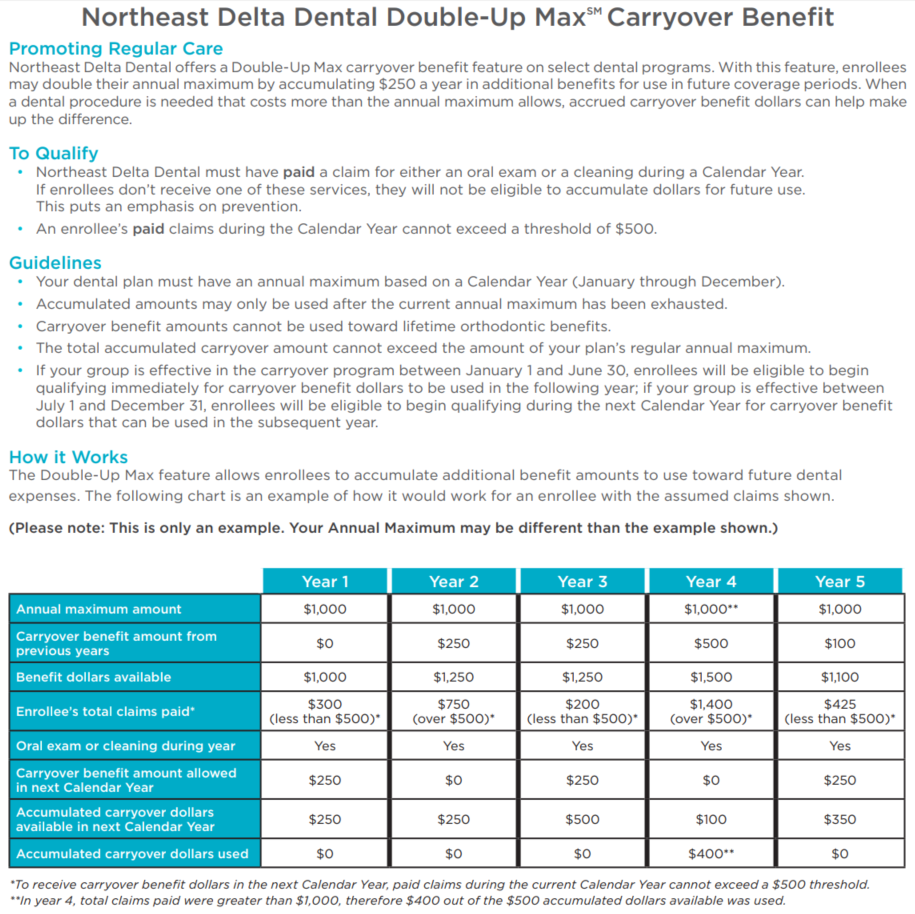 Northeast Delta Dental Double-Up Max℠ Carryover Benefit
Promoting Regular Care
Northeast Delta Dental offers a Double-Up Max carryover benefit feature on select dental programs. With this feature, enrollees
may double their annual maximum by accumulating $250 a year in additional benefits for use in future coverage periods. When
a dental procedure is needed that costs more than the annual maximum allows, accrued carryover benefit dollars can help make
up the difference.
To Qualify
• Northeast Delta Dental must have paid a claim for either an oral exam or a cleaning during a Calendar Year.
If enrollees don't receive one of these services, they will not be eligible to accumulate dollars for future use.
This puts an emphasis on prevention.
• An enrollee's paid claims during the Calendar Year cannot exceed a threshold of $500.
Guidelines
• Your dental plan must have an annual maximum based on a Calendar Year (January through December).
• Accumulated amounts may only be used after the current annual maximum has been exhausted.
• Carryover benefit amounts cannot be used toward lifetime orthodontic benefits.
• The total accumulated carryover amount cannot exceed the amount of your plan's regular annual maximum.
• If your group is effective in the carryover program between January 1 and June 30, enrollees will be eligible to begin
qualifying immediately for carryover benefit dollars to be used in the following year; if your group is effective between
July 1 and December 31, enrollees will be eligible to begin qualifying during the next Calendar Year for carryover benefit
dollars that can be used in the subsequent year.
How it Works
The Double-Up Max feature allows enrollees to accumulate additional benefit amounts to use toward future dental
expenses. The following chart is an example of how it would work for an enrollee with the assumed claims shown.
(Please note: This is only an example. Your Annual Maximum may be different than the example shown.)
Year 1 Year 2 Year 3 Year 4 Year 5
Annual maximum amount $1,000 $1,000 $1,000 $1,000** $1,000
Carryover benefit amount from
previous years $0 $250 $250 $500 $100
Benefit dollars available $1,000 $1,250 $1,250 $1,500 $1,100
Enrollee's total claims paid* $300 $750 $200 $1,400 $425
(less than $500)* (over $500)* (less than $500)* (over $500)* (less than $500)*
Oral exam or cleaning during year Yes Yes Yes Yes Yes
Carryover benefit amount allowed
in next Calendar Year $250 $0 $250 $0 $250
Accumulated carryover dollars
available in next Calendar Year $250 $250 $500 $100 $350
Accumulated carryover dollars used $0 $0 $0 $400** $0
*To receive carryover benefit dollars in the next Calendar Year, paid claims during the current Calendar Year cannot exceed a $500 threshold.
**In year 4, total claims paid were greater than $1,000, therefore $400 out of the $500 accumulated dollars available was used.